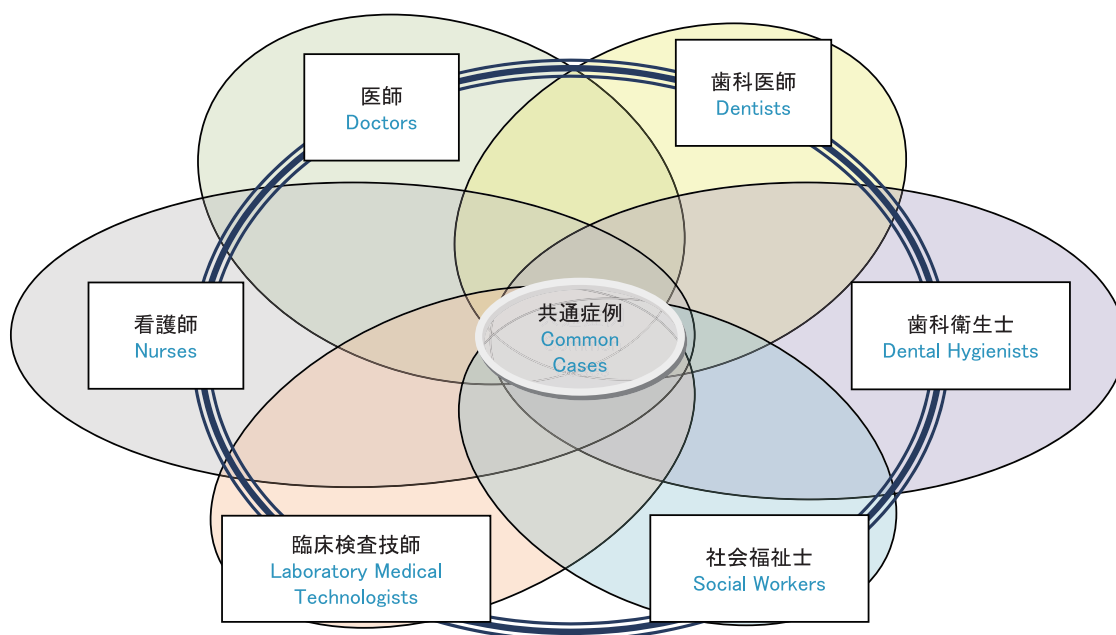 医師
Doctors
歯科医師
Dentists
看護師
Nurses
共通症例
Common
Cases
歯科衛生士
Dental Hygienists
臨床検査技師
Laboratory Medical
Technologists
社会福祉士
Social Workers